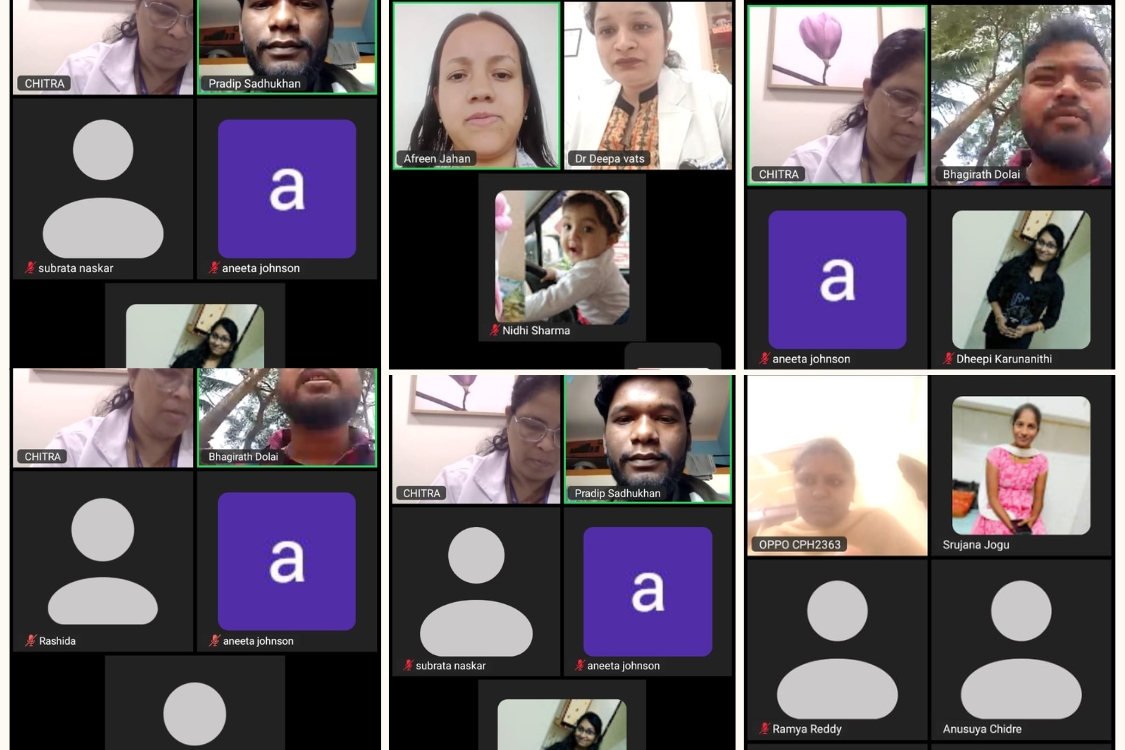 CHITRA
Pradip Sadhukhan
a
subrata naskar
aneeta johnson
Afreen Jahan
Dr Deepa vats
Nidhi Sharma
CHITRA
Bhagirath Dolai
a
aneeta johnson
Dheepi Karunanithi
CHITRA
Bhagirath Dolai
a
Rashida
aneeta johnson
CHITRA
Pradip Sadhukhan
a
subrata naskar
aneeta johnson
OPPO CPH2363
Srujana Jogu
Ramya Reddy
Anusuya Chidre